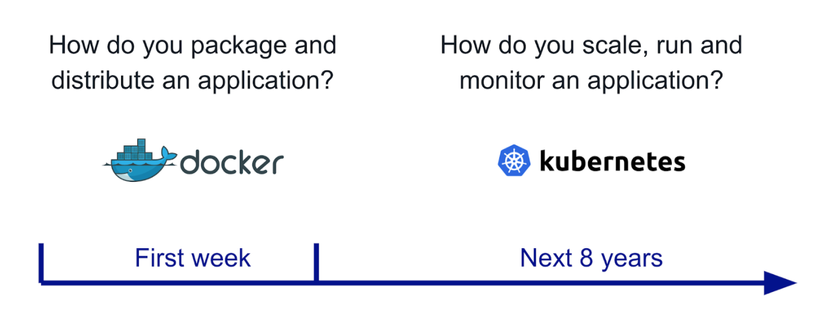 How do you package and
distribute an application?
How do you scale, run and
monitor an application?
docker
kubernetes
First week
Next 8 years